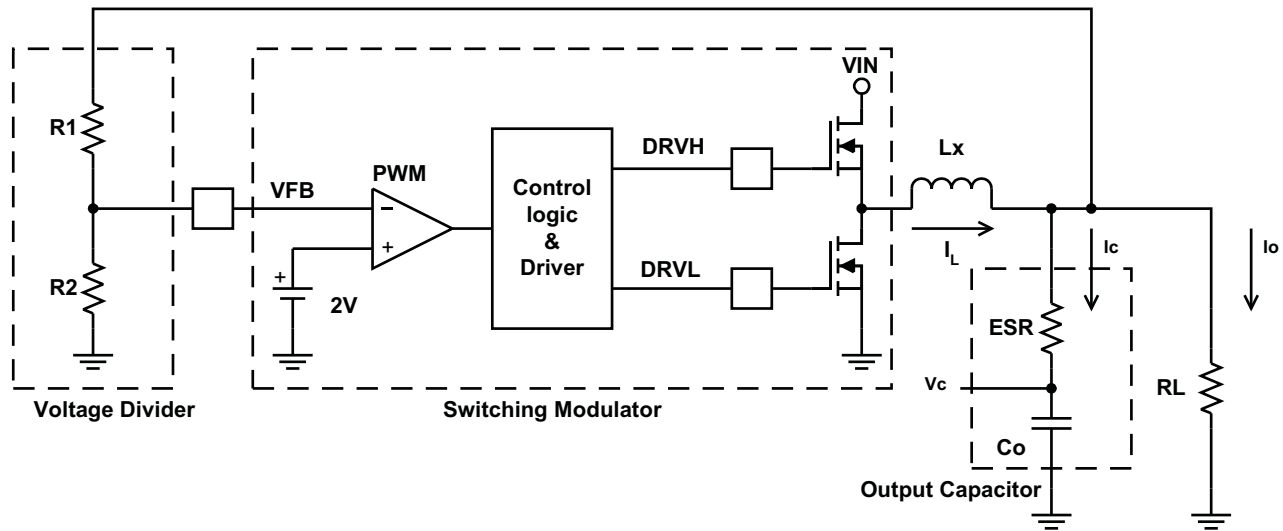 VIN
R1
DRVH
Lx
PWM
VFB
Control
logic
&
Driver
−
+
I_L
Ic
Io
R2
DRVL
+
2V
ESR
Vc
RL
Co
Voltage Divider
Switching Modulator
Output Capacitor